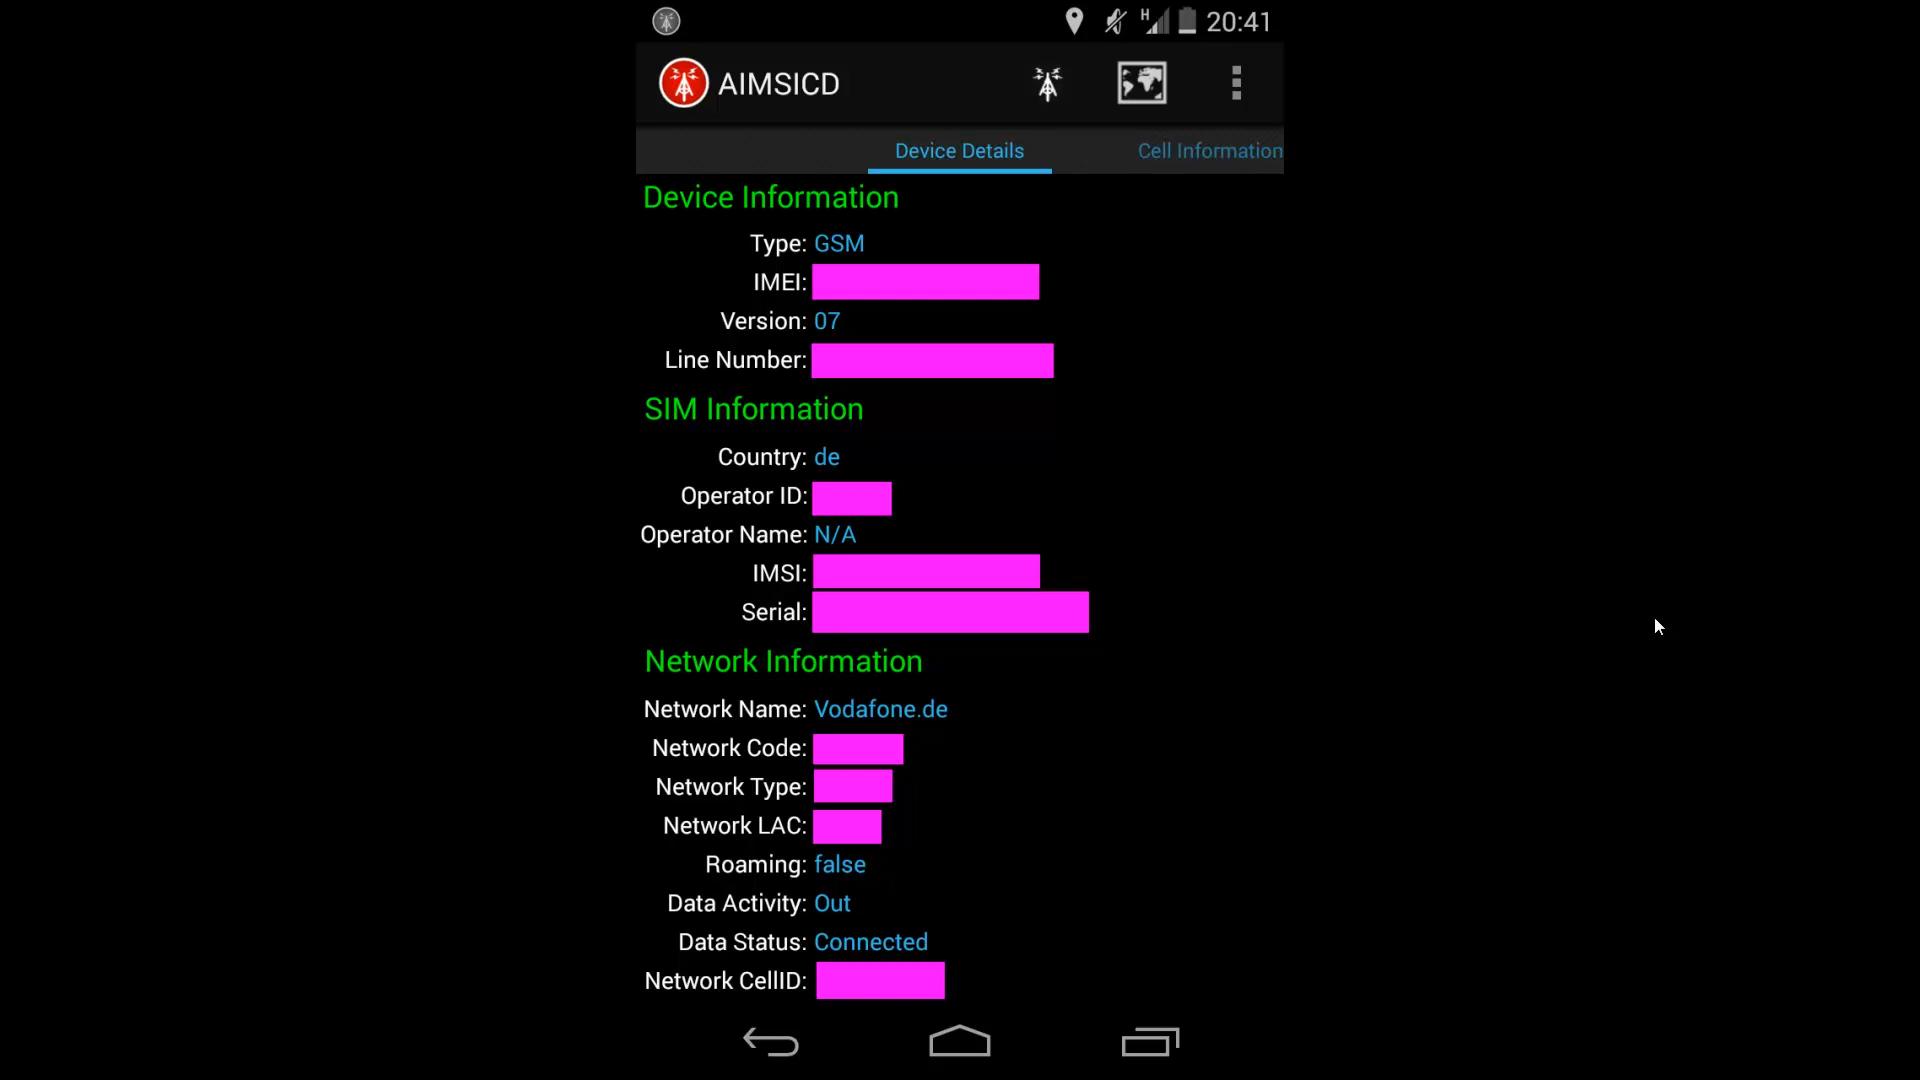 H 20:41
AIMSICD
Device Details Cell Information
Device Information
Type: GSM
IMEI:
Version: 07
Line Number:
SIM Information
Country: de
Operator ID:
Operator Name: N/A
IMSI:
Serial:
Network Information
Network Name: Vodafone.de
Network Code:
Network Type:
Network LAC:
Roaming: false
Data Activity: Out
Data Status: Connected
Network CellID: